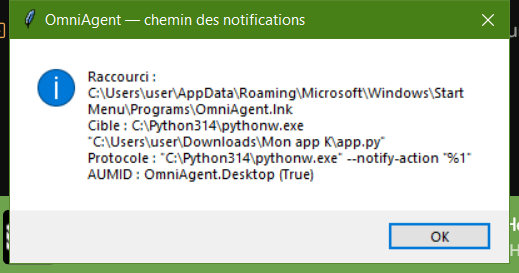 OmniAgent — chemin des notifications
Raccourci :
C:\Users\user\AppData\Roaming\Microsoft\Windows\Start
Menu\Programs\OmniAgent.lnk
Cible : C:\Python314\pythonw.exe
"C:\Users\user\Downloads\Mon app K\app.py"
Protocole : "C:\Python314\pythonw.exe" --notify-action "%1"
AUMID : OmniAgent.Desktop (True)
OK